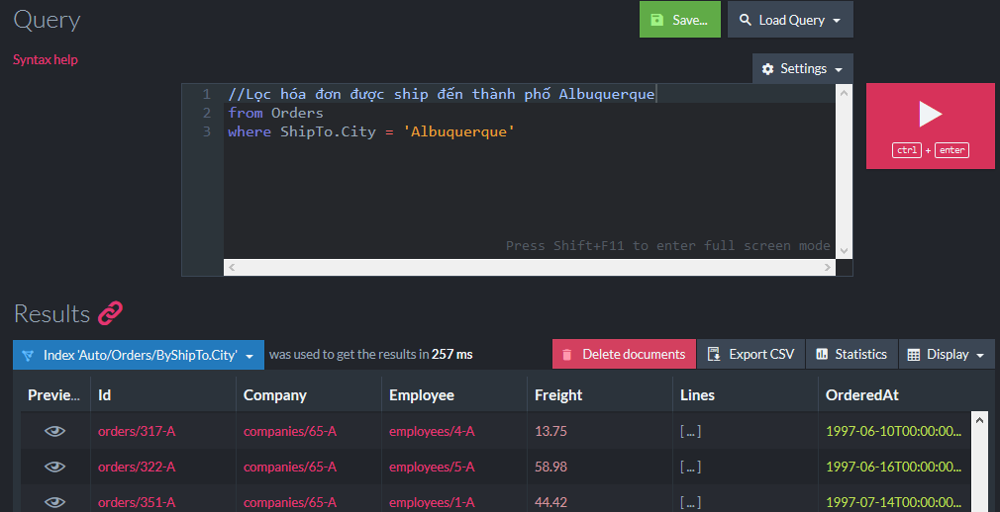 Query
Save...
Load Query
Syntax help
Settings
1 //Lọc hóa đơn được ship đến thành phố Albuquerque
2 from Orders
3 where ShipTo.City = 'Albuquerque'
ctrl + enter
Press Shift+F11 to enter full screen mode
Results
Index 'Auto/Orders/ByShipTo.City' was used to get the results in 257 ms
Delete documents Export CSV Statistics Display
Previe... Id Company Employee Freight Lines OrderedAt
orders/317-A companies/65-A employees/4-A 13.75 [...] 1997-06-10T00:00:00...
orders/322-A companies/65-A employees/5-A 58.98 [...] 1997-06-16T00:00:00...
orders/351-A companies/65-A employees/1-A 44.42 [...] 1997-07-14T00:00:00...